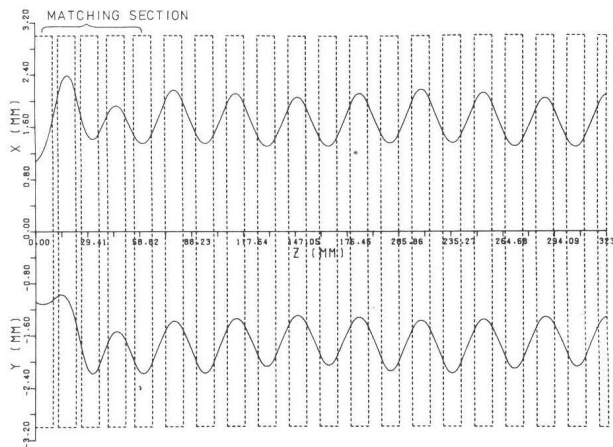 MATCHING SECTION
3.20
2.40
X (MM)
1.60
0.80
0.00
0.00 29.41 58.82 88.23 117.64 147.05 176.46 205.86 235.27 264.68 294.09 323
Z (MM)
-0.80
Y (MM)
-1.60
-2.40
-3.20